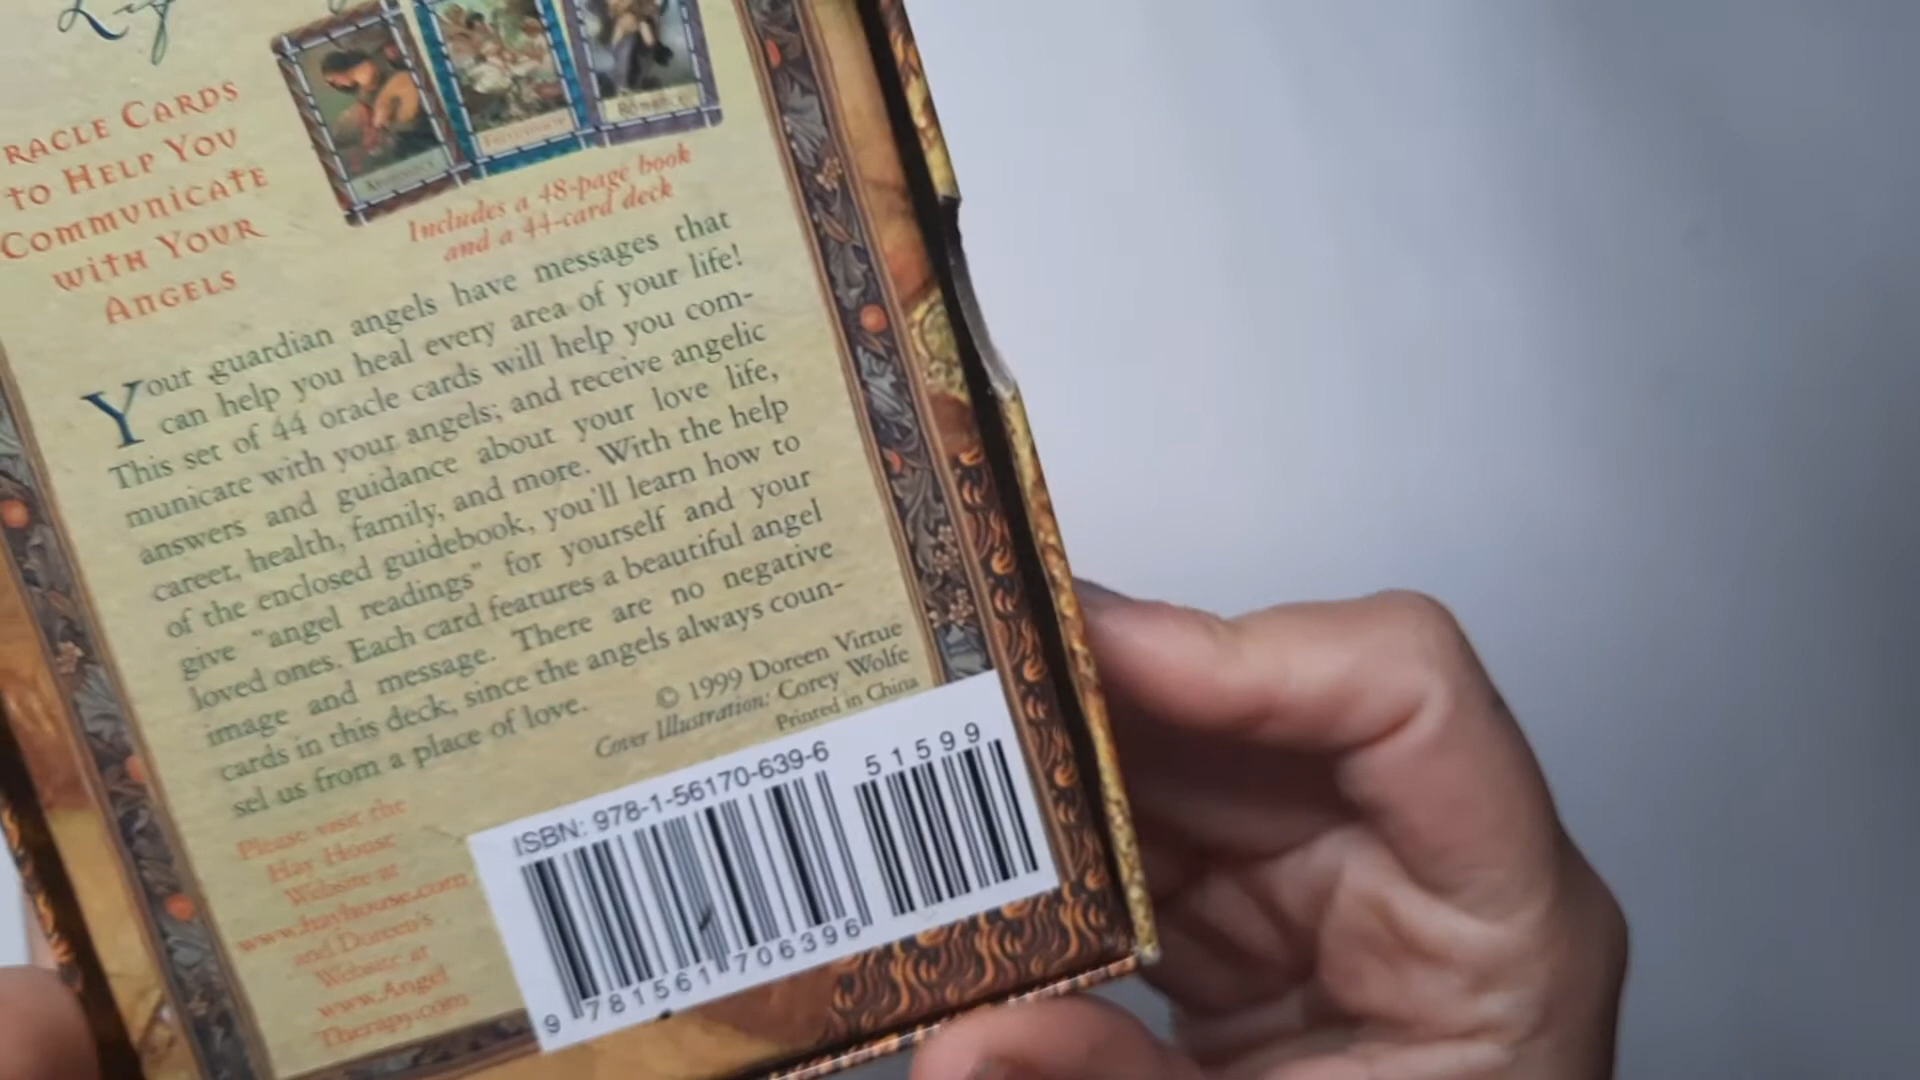 RACLE CARDS
TO HELP YOU
COMMUNICATE
WITH YOUR
ANGELS
Romance
Includes a 48-page book
and a 44-card deck
Your guardian angels have messages that
can help you heal every area of your life!
This set of 44 oracle cards will help you com-
municate with your angels; and receive angelic
answers and guidance about your love life,
career, health, family, and more. With the help
of the enclosed guidebook, you'll learn how to
give "angel readings" for yourself and your
loved ones. Each card features a beautiful angel
image and message. There are no negative
cards in this deck, since the angels always coun-
sel us from a place of love.
© 1999 Doreen Virtue
Cover Illustration: Corey Wolfe
Printed in China
Please visit the
Hay House
Website at
www.hayhouse.com
and Doreen's
Website at
www.Angel
Therapy.com
ISBN: 978-1-56170-639-6
51599
9 781561 706396